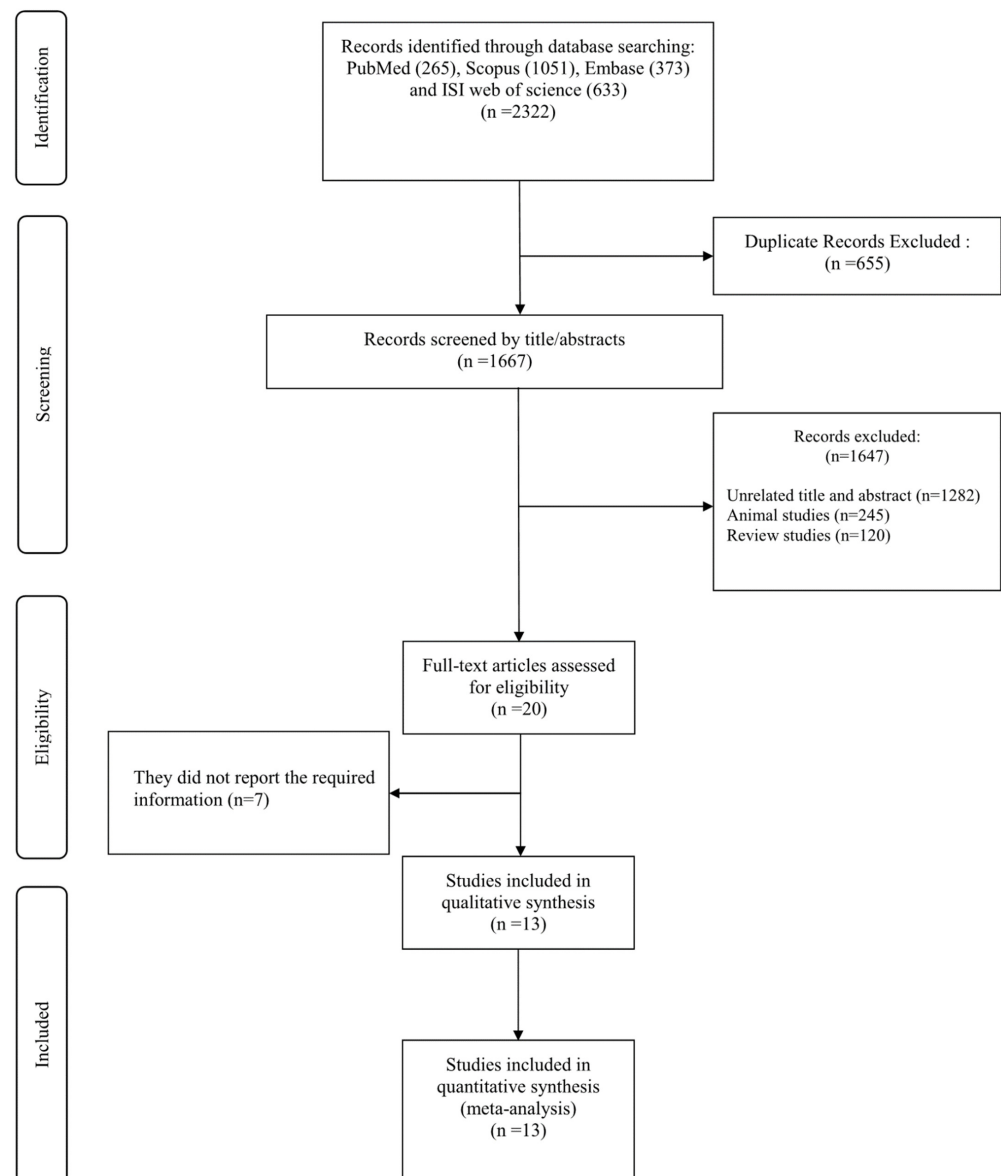 Identification
Records identified through database searching:
PubMed (265), Scopus (1051), Embase (373)
and ISI web of science (633)
(n =2322)
Screening
Duplicate Records Excluded :
(n =655)
Records screened by title/abstracts
(n =1667)
Records excluded:
(n=1647)
Unrelated title and abstract (n=1282)
Animal studies (n=245)
Review studies (n=120)
Eligibility
Full-text articles assessed
for eligibility
(n =20)
They did not report the required
information (n=7)
Included
Studies included in
qualitative synthesis
(n =13)
Studies included in
quantitative synthesis
(meta-analysis)
(n =13)